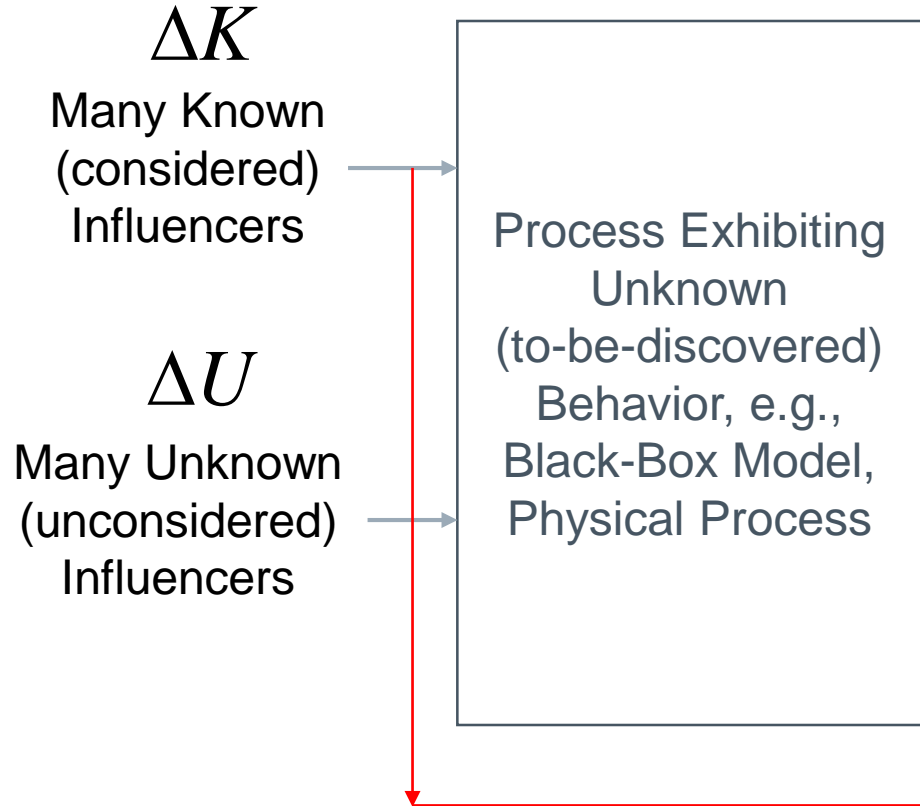 ΔK
Many Known
(considered)
Influencers
ΔU
Many Unknown
(unconsidered)
Influencers
Process Exhibiting
Unknown
(to-be-discovered)
Behavior, e.g.,
Black-Box Model,
Physical Process